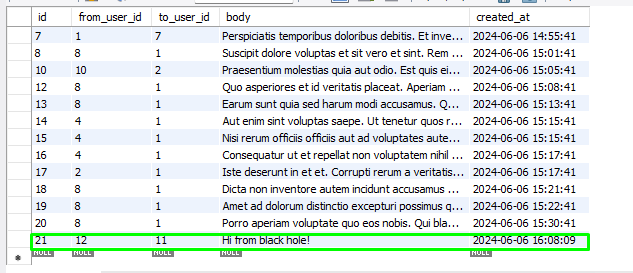 id from_user_id to_user_id body created_at
7 1 7 Perspiciatis temporibus doloribus debitis. Et inve... 2024-06-06 14:55:41
8 8 1 Suscipit dolore voluptas et sit vero et sint. Rem ... 2024-06-06 15:01:41
10 10 2 Praesentium molestias quia aut odio. Est quis ei... 2024-06-06 15:05:41
12 8 1 Quo asperiores et id veritatis placeat. Aperiam ... 2024-06-06 15:08:41
13 8 1 Earum sunt quia sed harum modi accusamus. Q... 2024-06-06 15:13:41
14 4 1 Aut enim sint voluptas saepe. Ut tenetur quos r... 2024-06-06 15:15:41
15 4 1 Nisi rerum officiis officiis aut ad voluptates aute... 2024-06-06 15:15:41
16 4 1 Consequatur ut et repellat non voluptatem nihil ... 2024-06-06 15:17:41
17 2 1 Iste deserunt in et et. Corrupti rerum a veritatis... 2024-06-06 15:17:41
18 8 1 Dicta non inventore autem incidunt accusamus ... 2024-06-06 15:21:41
19 8 1 Amet ad dolorum distinctio excepturi possimus q... 2024-06-06 15:22:41
20 8 1 Porro aperiam voluptate quo eos nobis. Qui bla... 2024-06-06 15:30:41
21 12 11 Hi from black hole! 2024-06-06 16:08:09
NULL NULL NULL NULL NULL